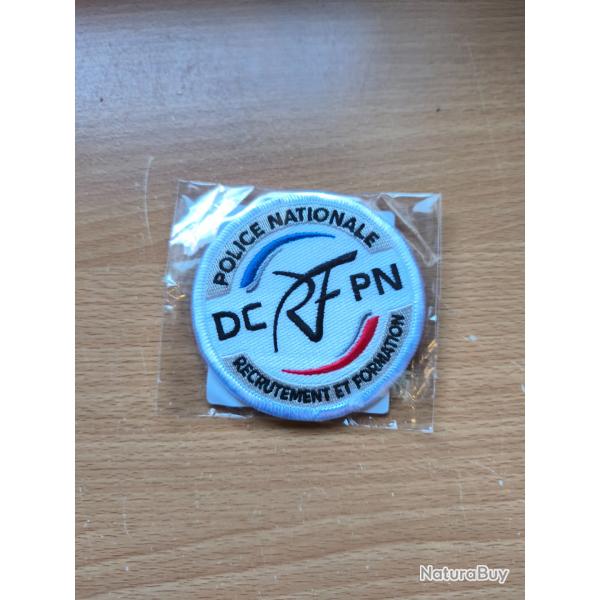 POLICE NATIONALE
DC RF PN
RECRUTEMENT ET FORMATION
NaturaBuy